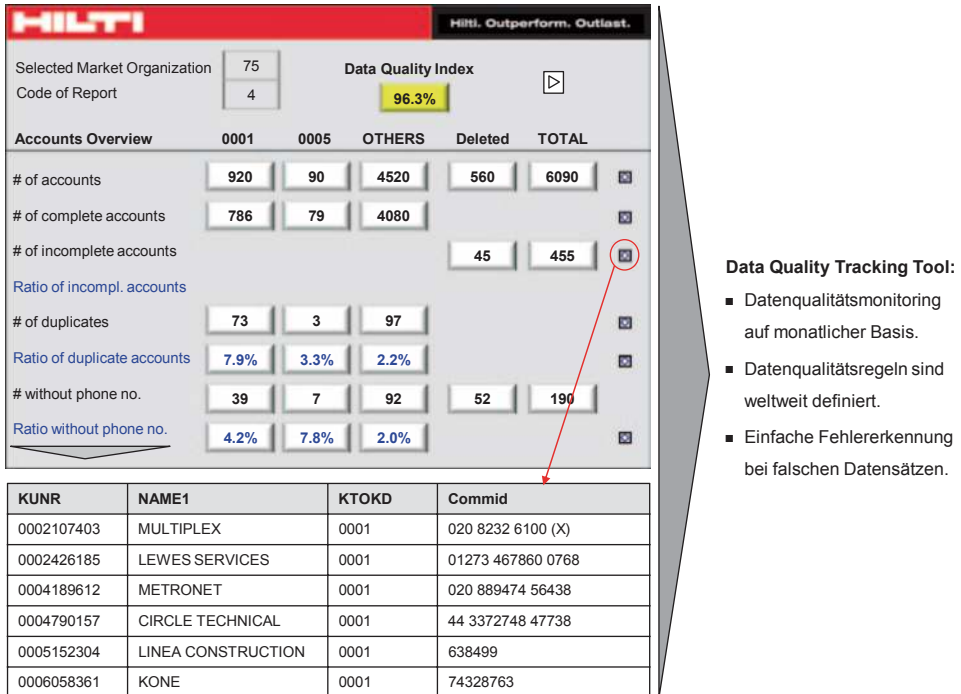 HILTI
Hilti. Outperform. Outlast.
Selected Market Organization 75 Data Quality Index
Code of Report 4 96.3%
Accounts Overview 0001 0005 OTHERS Deleted TOTAL
# of accounts 920 90 4520 560 6090
# of complete accounts 786 79 4080
# of incomplete accounts 45 455
Ratio of incompl. accounts
# of duplicates 73 3 97
Ratio of duplicate accounts 7.9% 3.3% 2.2%
# without phone no. 39 7 92 52 190
Ratio without phone no. 4.2% 7.8% 2.0%
KUNR NAME1 KTOKD Commid
0002107403 MULTIPLEX 0001 020 8232 6100 (X)
0002426185 LEWES SERVICES 0001 01273 467860 0768
0004189612 METRONET 0001 020 889474 56438
0004790157 CIRCLE TECHNICAL 0001 44 3372748 47738
0005152304 LINEA CONSTRUCTION 0001 638499
0006058361 KONE 0001 74328763
Data Quality Tracking Tool:
▪ Datenqualitätsmonitoring
auf monatlicher Basis.
▪ Datenqualitätsregeln sind
weltweit definiert.
▪ Einfache Fehlererkennung
bei falschen Datensätzen.